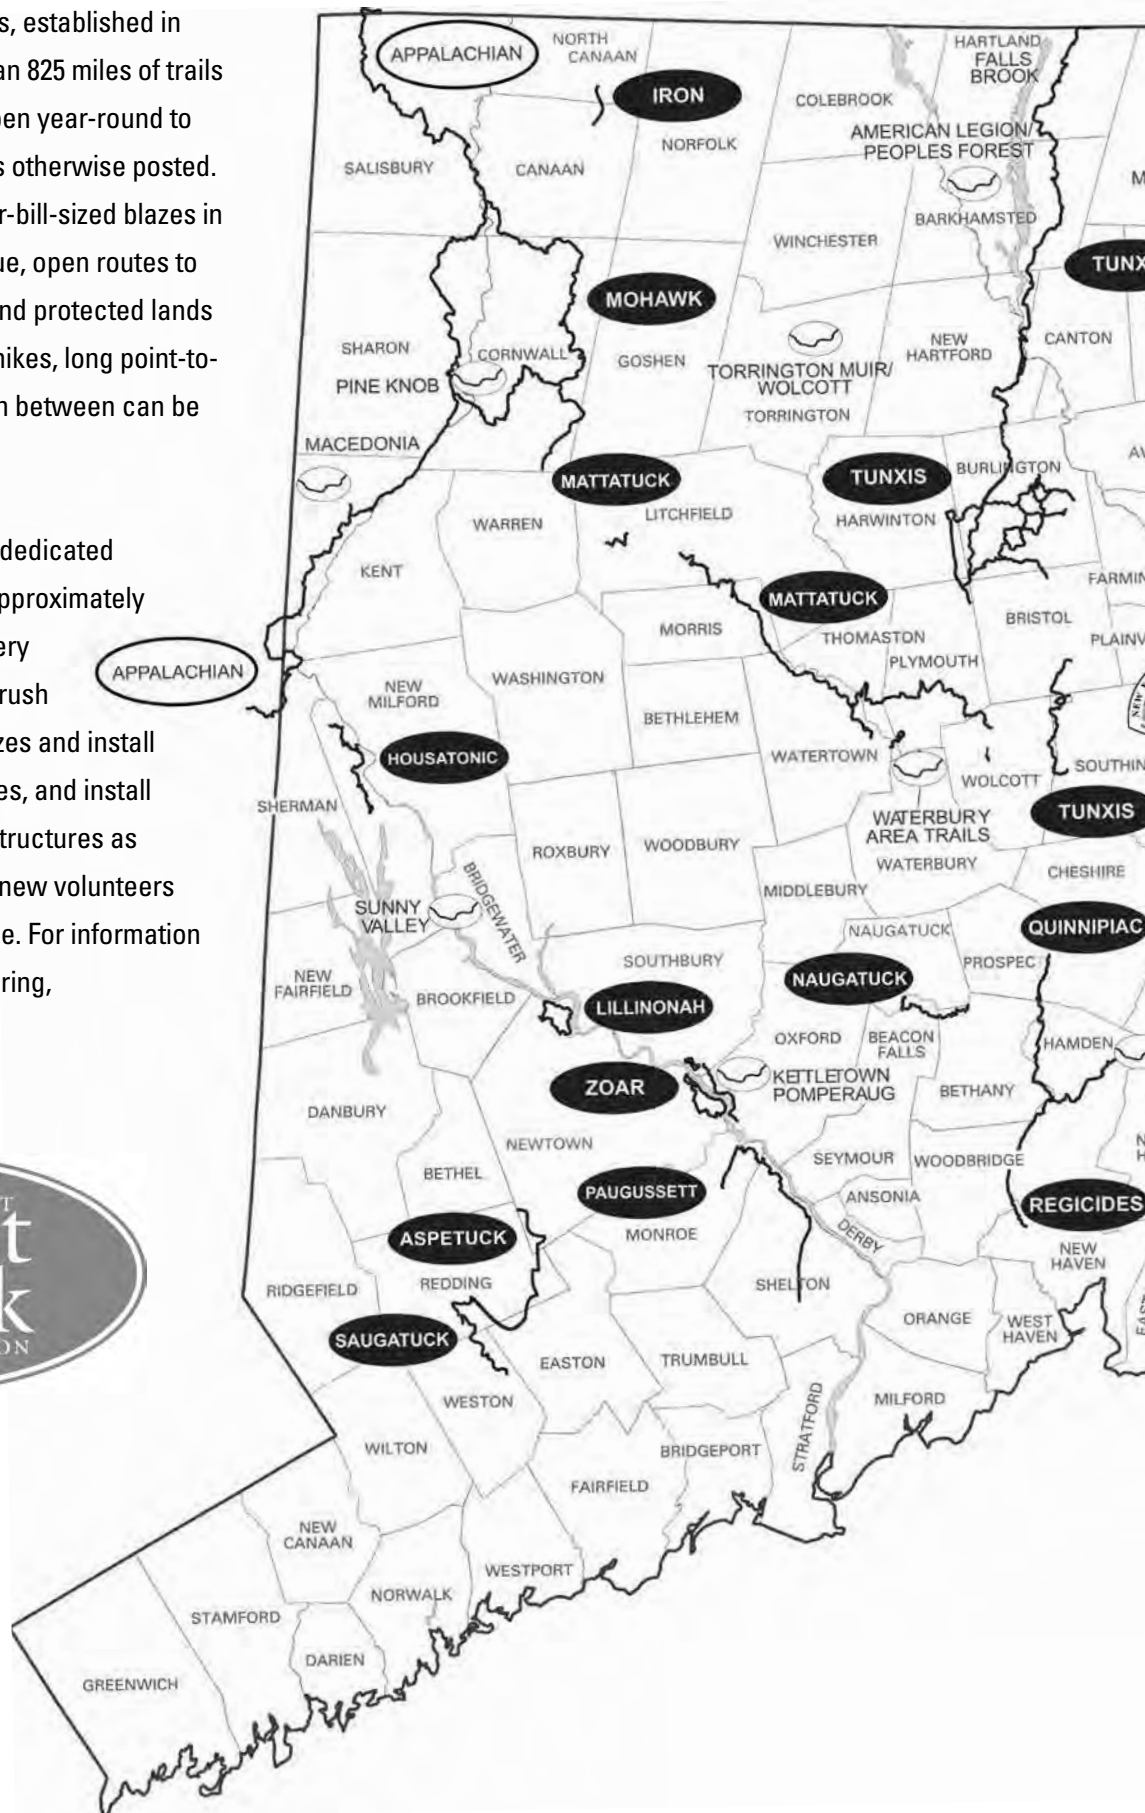 s, established in
an 825 miles of trails
pen year-round to
s otherwise posted.
r-bill-sized blazes in
ue, open routes to
nd protected lands
hikes, long point-to-
n between can be
dedicated
pproximately
ery
rush
zes and install
es, and install
structures as
new volunteers
e. For information
ring,
T
t
k
ON
APPALACHIAN
NORTH
CANAAN
HARTLAND
FALLS
BROOK
IRON
COLEBROOK
AMERICAN LEGION/
PEOPLES FOREST
NORFOLK
SALISBURY
CANAAN
M
BARKHAMSTED
WINCHESTER
TUNX
MOHAWK
SHARON
CORNWALL
GOSHEN
NEW
HARTFORD
CANTON
PINE KNOB
TORRINGTON MUIR/
WOLCOTT
TORRINGTON
MACEDONIA
AV
MATTATUCK
TUNXIS
BURLINGTON
WARREN
LITCHFIELD
HARWINTON
KENT
FARMIN
MATTATUCK
BRISTOL
MORRIS
THOMASTON
PLAINV
PLYMOUTH
APPALACHIAN
NEW
MILFORD
WASHINGTON
BETHLEHEM
NEW
HOUSATONIC
WATERTOWN
WOLCOTT
SOUTHIN
SHERMAN
WATERBURY
AREA TRAILS
TUNXIS
ROXBURY
WOODBURY
WATERBURY
CHESHIRE
BRIDGEWATER
MIDDLEBURY
SUNNY
VALLEY
NAUGATUCK
QUINNIPIAC
SOUTHBURY
PROSPEC
NEW
FAIRFIELD
BROOKFIELD
NAUGATUCK
LILLINONAH
OXFORD
BEACON
FALLS
HAMDEN
ZOAR
KETTLETOWN
POMPERAUG
BETHANY
DANBURY
NEWTOWN
N
H
BETHEL
SEYMOUR
WOODBRIDGE
PAUGUSSETT
ANSONIA
REGICIDES
ASPETUCK
MONROE
DERBY
NEW
HAVEN
RIDGEFIELD
REDDING
SHELTON
EAST
SAUGATUCK
ORANGE
WEST
HAVEN
EASTON
TRUMBULL
WESTON
MILFORD
STRATFORD
WILTON
BRIDGEPORT
FAIRFIELD
NEW
CANAAN
WESTPORT
NORWALK
STAMFORD
DARIEN
GREENWICH